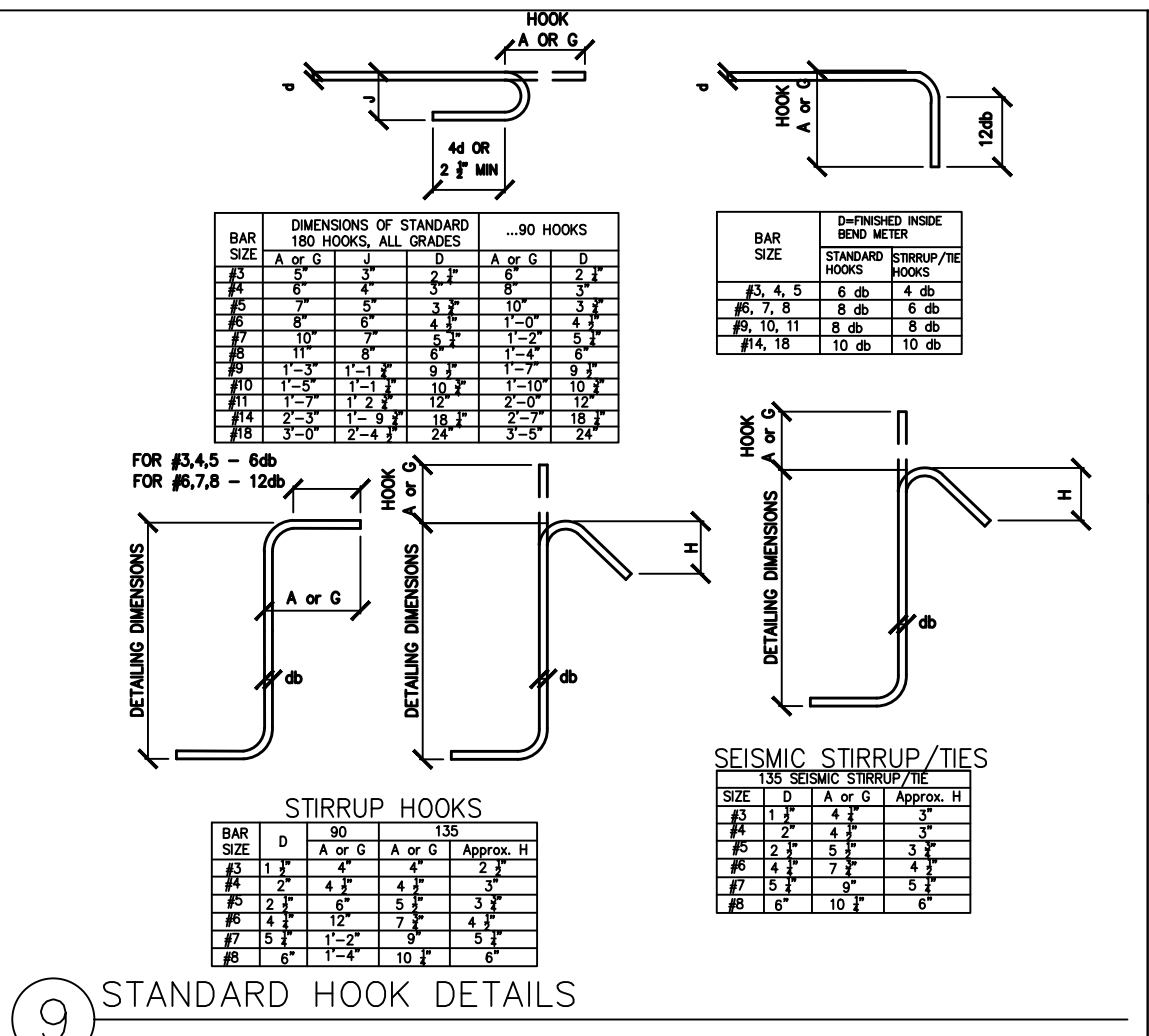 HOOK
A OR G
d
J
4d OR
2 1/2" MIN
d
HOOK
A or G
12db
BAR SIZE DIMENSIONS OF STANDARD 180 HOOKS, ALL GRADES ...90 HOOKS
A or G J D A or G D
#3 5" 3" 2 1/4" 6" 2 1/4"
#4 6" 4" 3" 8" 3"
#5 7" 5" 3 3/4" 10" 3 3/4"
#6 8" 6" 4 1/2" 1'-0" 4 1/2"
#7 10" 7" 5 1/4" 1'-2" 5 1/4"
#8 11" 8" 6" 1'-4" 6"
#9 1'-3" 1'-1 3/4" 9 1/2" 1'-7" 9 1/2"
#10 1'-5" 1'-1 1/4" 10 3/4" 1'-10" 10 3/4"
#11 1'-7" 1' 2 3/4" 12" 2'-0" 12"
#14 2'-3" 1'- 9 3/4" 18 1/4" 2'-7" 18 1/4"
#18 3'-0" 2'-4 1/2" 24" 3'-5" 24"
BAR SIZE D=FINISHED INSIDE BEND METER
STANDARD HOOKS STIRRUP/TIE HOOKS
#3, 4, 5 6 db 4 db
#6, 7, 8 8 db 6 db
#9, 10, 11 8 db 8 db
#14, 18 10 db 10 db
FOR #3,4,5 - 6db
FOR #6,7,8 - 12db
DETAILING DIMENSIONS
A or G
db
HOOK
A or G
DETAILING DIMENSIONS
H
db
HOOK
A or G
DETAILING DIMENSIONS
H
db
STIRRUP HOOKS
BAR SIZE D 90 135
A or G A or G Approx. H
#3 1 1/2" 4" 4" 2 1/2"
#4 2" 4 1/2" 4 1/2" 3"
#5 2 1/2" 6" 5 1/2" 3 3/4"
#6 4 1/4" 12" 7 3/4" 4 1/2"
#7 5 1/4" 1'-2" 9" 5 1/4"
#8 6" 1'-4" 10 1/4" 6"
SEISMIC STIRRUP/TIES
135 SEISMIC STIRRUP/TIE
SIZE D A or G Approx. H
#3 1 1/2" 4 1/4" 3"
#4 2" 4 1/2" 3"
#5 2 1/2" 5 1/2" 3 3/4"
#6 4 1/4" 7 3/4" 4 1/2"
#7 5 1/4" 9" 5 1/4"
#8 6" 10 1/4" 6"
9 STANDARD HOOK DETAILS